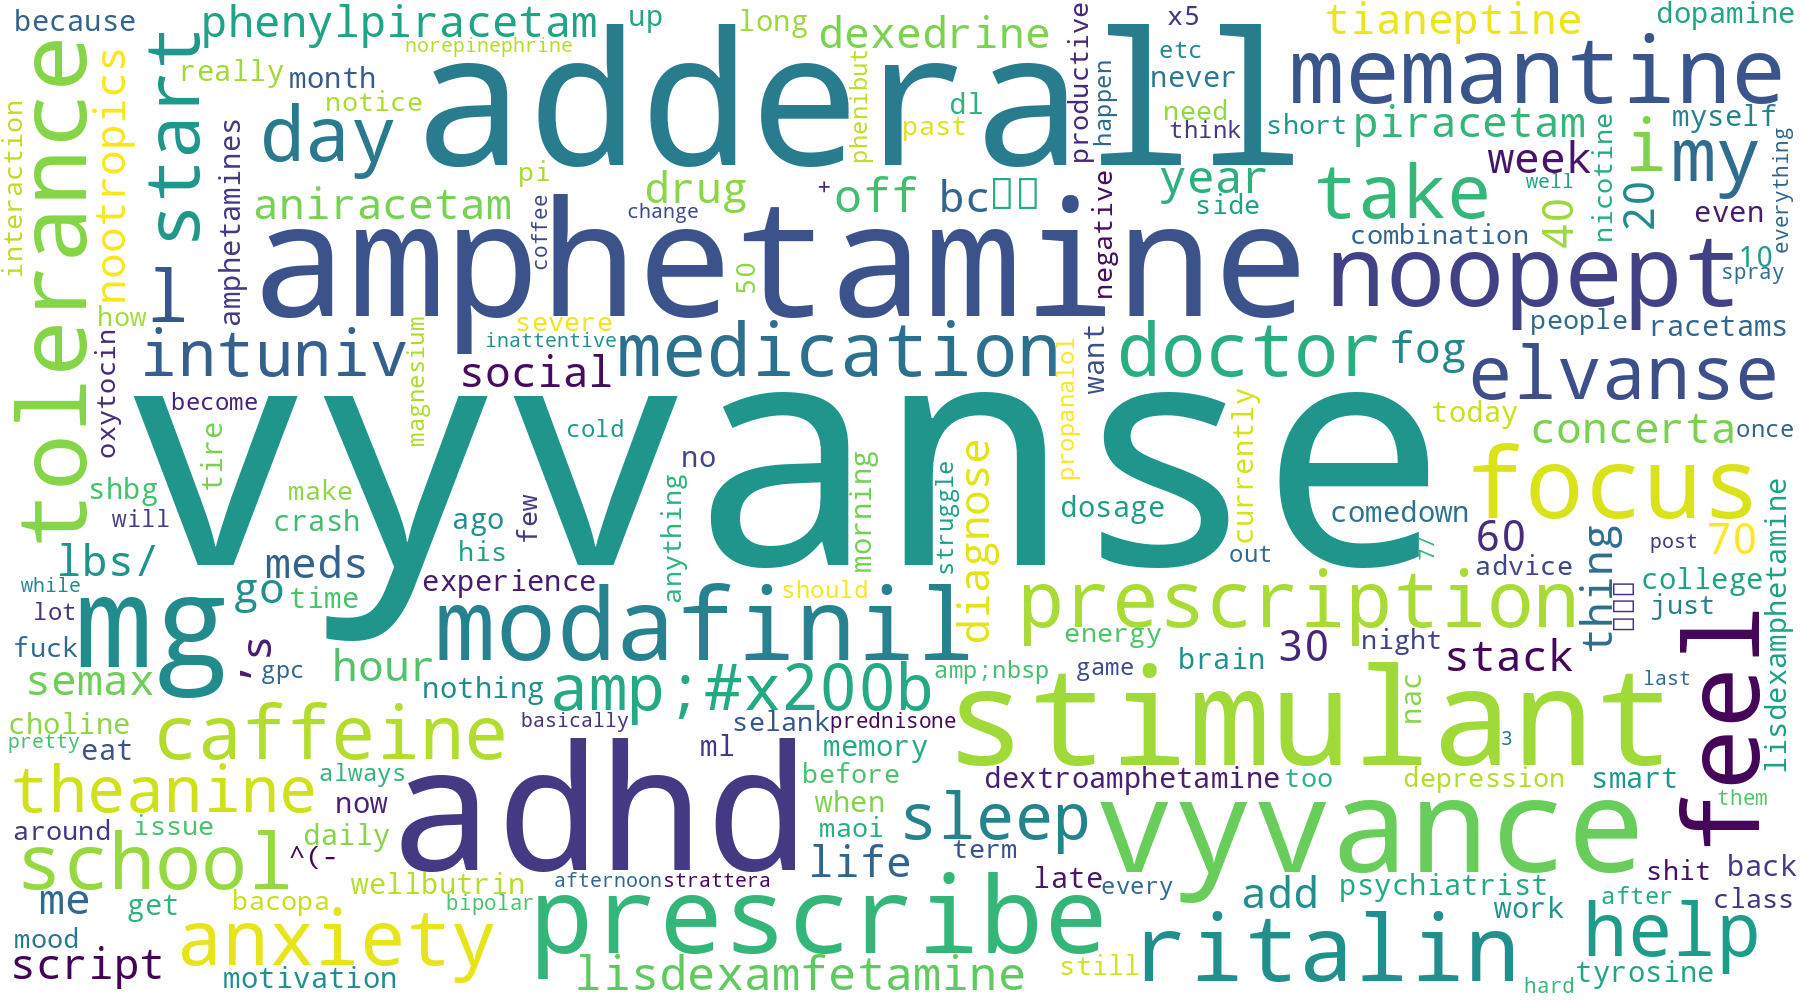 because
phenylpiracetam
up
long
x5
tianeptine
dopamine
norepinephrine
dexedrine
etc
start
adderall
memantine
really
month
never
tolerance
nootropics
notice
phenibut
dl
need
productive
happen
past
think
short
piracetam
myself
day
interaction
amphetamines
pi
drug
+
off
bc
year
week
i
my
aniracetam
coffee
change
negative
side
take
well
nicotine
20
everything
even
40
combination
l
amphetamine
50
noopept
10
spray
how
severe
people
racetams
intuniv
inattentive
medication
doctor
fog
elvanse
oxytocin
magnesium
social
propanalol
want
become
vyvanse
today
tire
cold
currently
concerta
once
no
focus
shbg
make
few
anything
morning
struggle
diagnose
dosage
comedown
will
crash
ago
60
70
lbs/
meds
his
out
77
post
while
go
experience
should
advice
thing
college
lisdexamphetamine
mg
time
modafinil
prescription
lot
just
fuck
's
energy
30
night
feel
gpc
hour
nothing
amp;#x200b
amp;nbsp
game
brain
stack
semax
last
choline
caffeine
basically
selank
prednisone
stimulant
nac
pretty
eat
ml
memory
3
theanine
always
adhd
before
dextroamphetamine
too
depression
smart
now
when
sleep
vyvance
them
around
issue
daily
maoi
school
^(-
life
term
shit
back
me
get
wellbutrin
afternoon
strattera
late
every
add
psychiatrist
after
class
bacopa
bipolar
prescribe
work
mood
anxiety
ritalin
help
script
motivation
lisdexamfetamine
still
hard
tyrosine